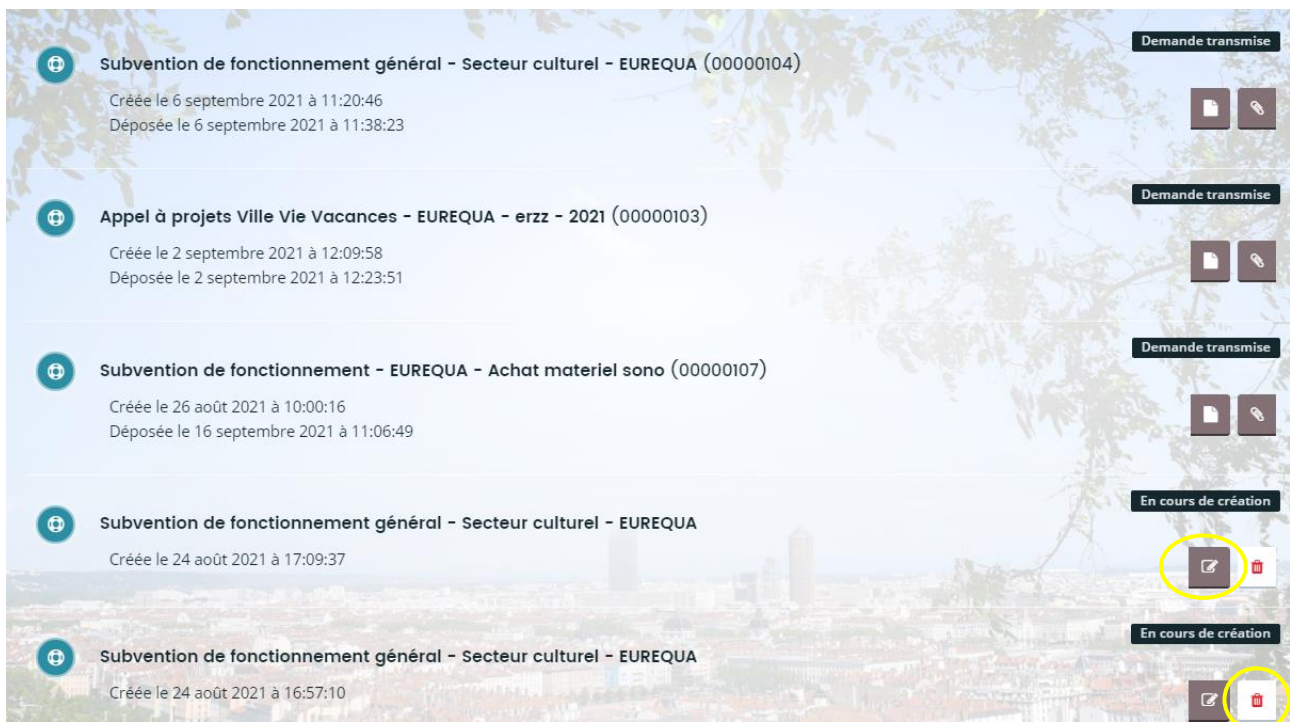 Demande transmise
Subvention de fonctionnement général - Secteur culturel - EUREQUA (00000104)
Créée le 6 septembre 2021 à 11:20:46
Déposée le 6 septembre 2021 à 11:38:23
Demande transmise
Appel à projets Ville Vie Vacances - EUREQUA - erzz - 2021 (00000103)
Créée le 2 septembre 2021 à 12:09:58
Déposée le 2 septembre 2021 à 12:23:51
Demande transmise
Subvention de fonctionnement - EUREQUA - Achat materiel sono (00000107)
Créée le 26 août 2021 à 10:00:16
Déposée le 16 septembre 2021 à 11:06:49
En cours de création
Subvention de fonctionnement général - Secteur culturel - EUREQUA
Créée le 24 août 2021 à 17:09:37
En cours de création
Subvention de fonctionnement général - Secteur culturel - EUREQUA
Créée le 24 août 2021 à 16:57:10